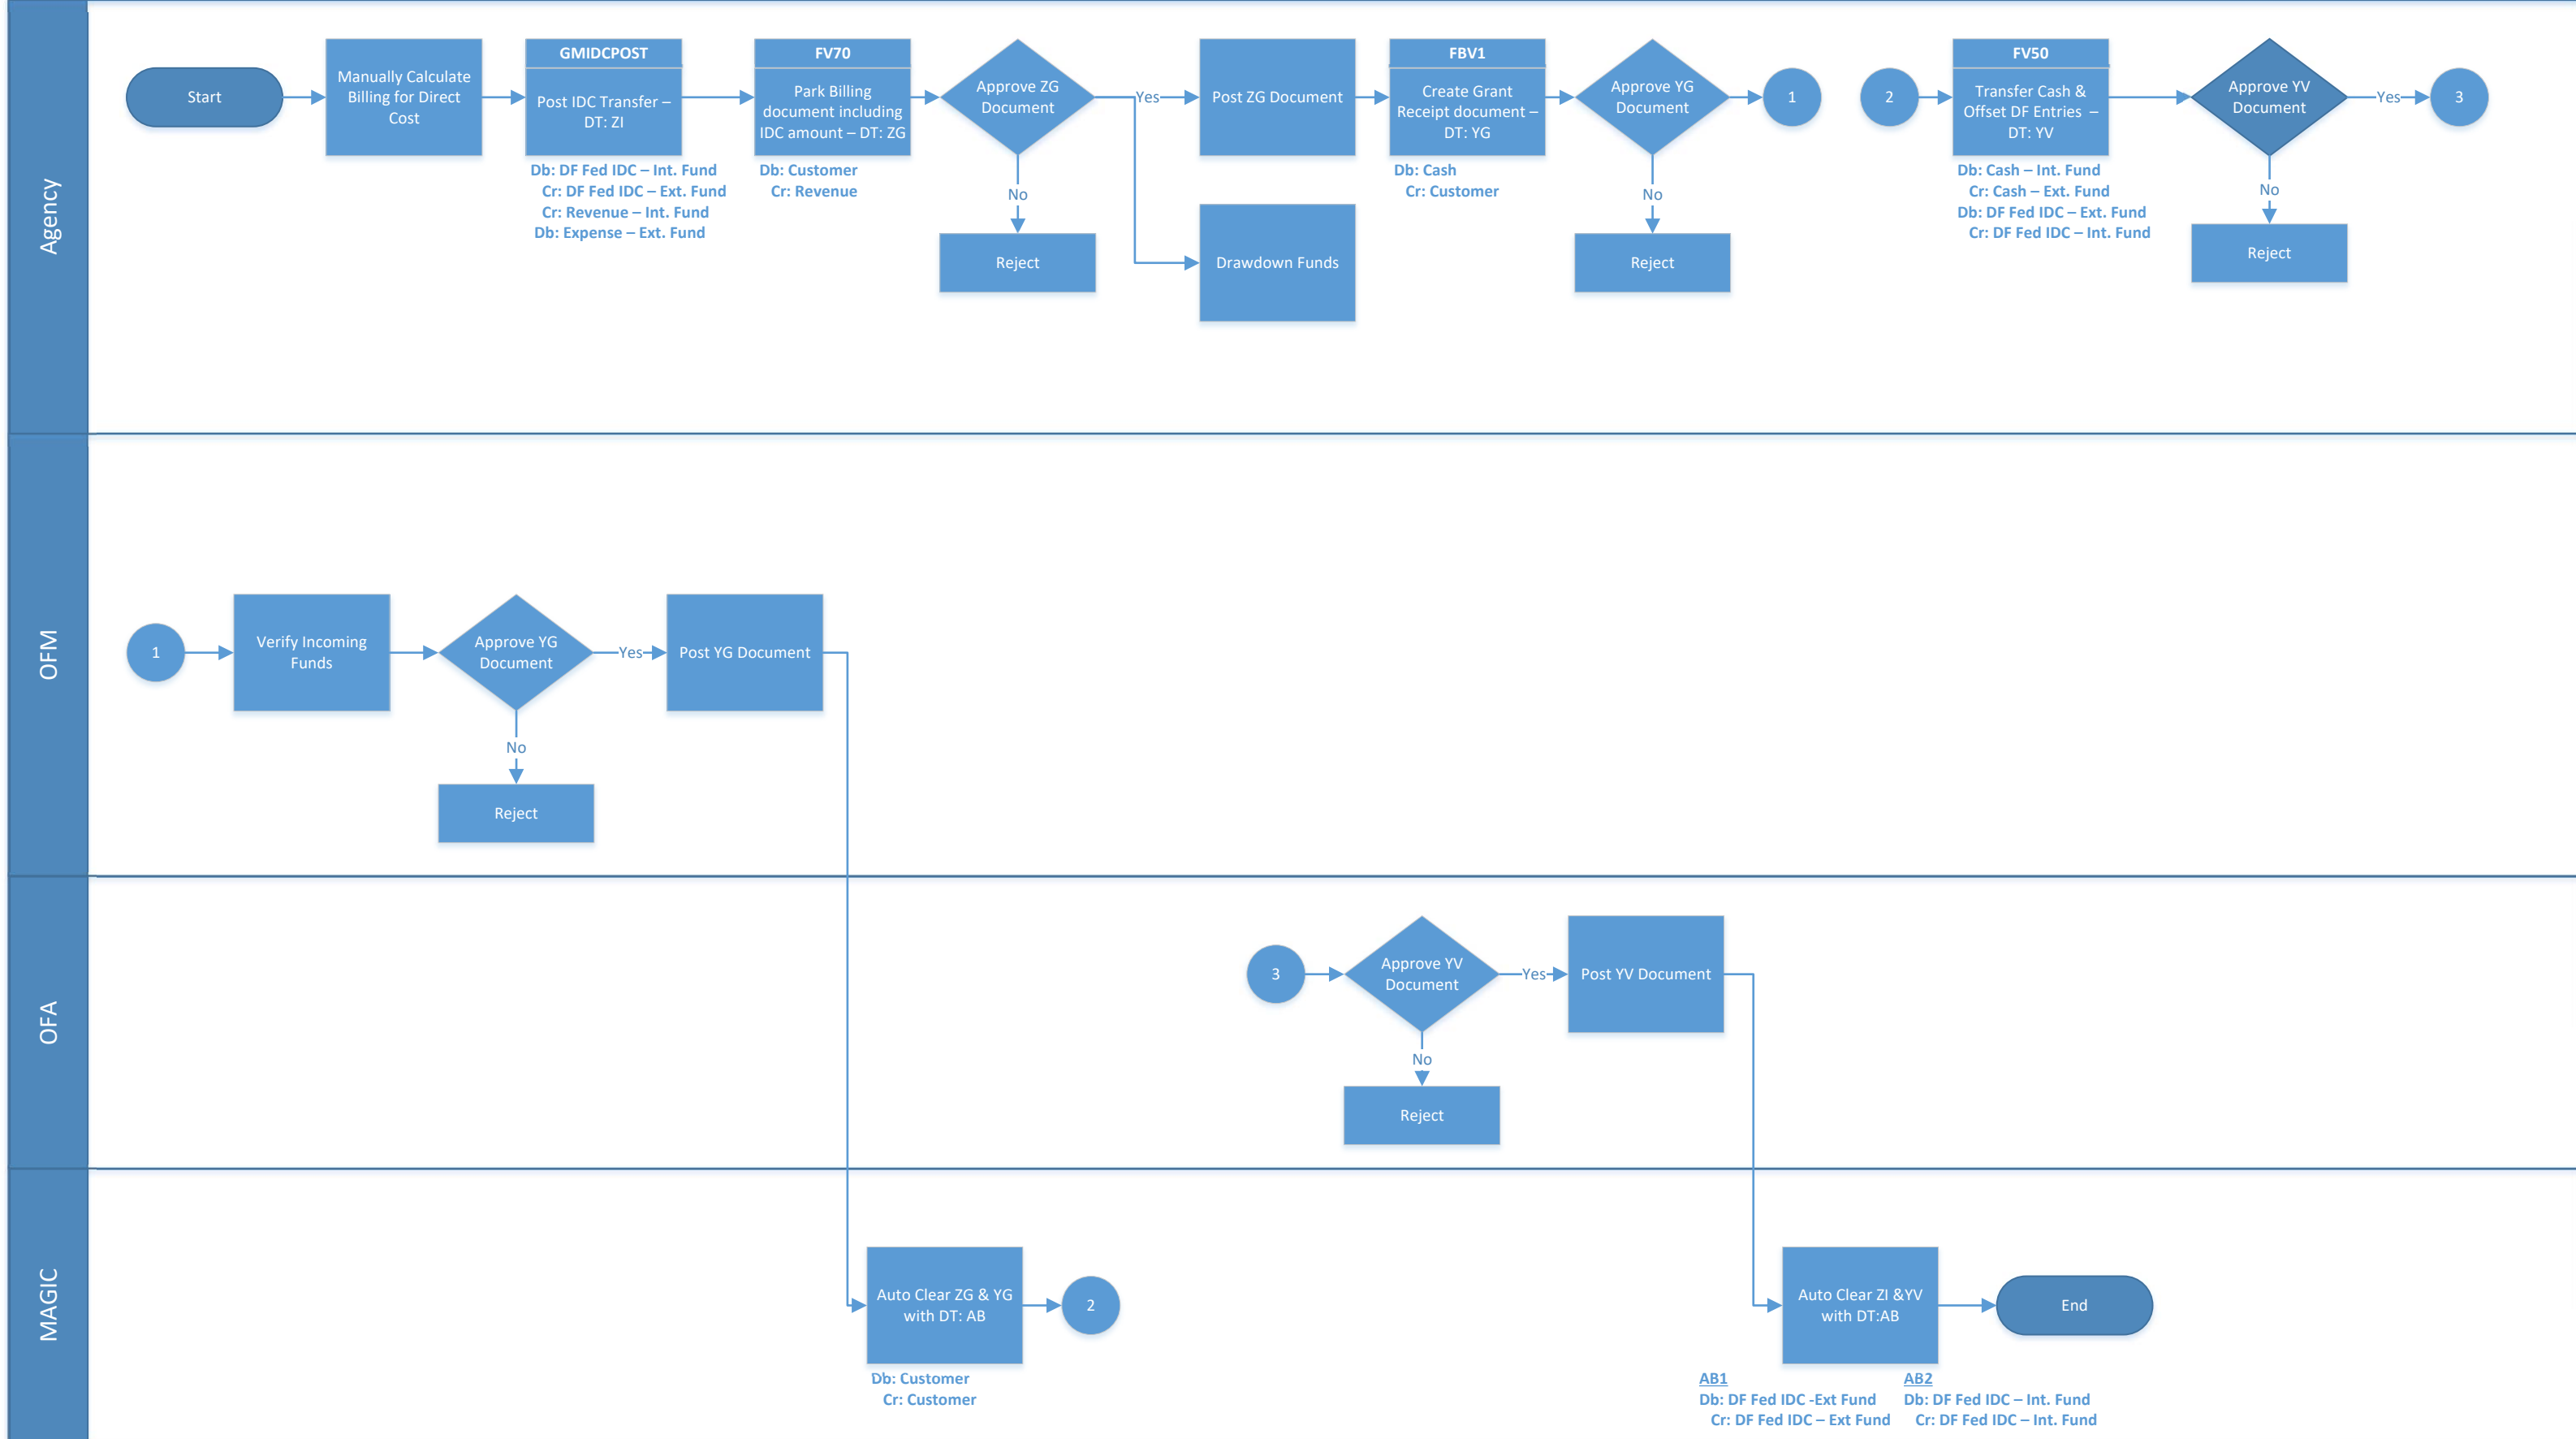 Agency
Start
Manually Calculate
Billing for Direct
Cost
GMIDCPOST
Post IDC Transfer –
DT: ZI
Db: DF Fed IDC – Int. Fund
Cr: DF Fed IDC – Ext. Fund
Cr: Revenue – Int. Fund
Db: Expense – Ext. Fund
FV70
Park Billing
document including
IDC amount – DT: ZG
Db: Customer
Cr: Revenue
Approve ZG
Document
No
Reject
Yes
Post ZG Document
Drawdown Funds
FBV1
Create Grant
Receipt document –
DT: YG
Db: Cash
Cr: Customer
Approve YG
Document
No
Reject
1
2
FV50
Transfer Cash &
Offset DF Entries –
DT: YV
Db: Cash – Int. Fund
Cr: Cash – Ext. Fund
Db: DF Fed IDC – Ext. Fund
Cr: DF Fed IDC – Int. Fund
Approve YV
Document
No
Reject
Yes
3
OFM
1
Verify Incoming
Funds
Approve YG
Document
No
Reject
Yes
Post YG Document
OFA
3
Approve YV
Document
No
Reject
Yes
Post YV Document
MAGIC
Auto Clear ZG & YG
with DT: AB
Db: Customer
Cr: Customer
2
Auto Clear ZI &YV
with DT:AB
End
AB1
Db: DF Fed IDC -Ext Fund
Cr: DF Fed IDC – Ext Fund
AB2
Db: DF Fed IDC – Int. Fund
Cr: DF Fed IDC – Int. Fund